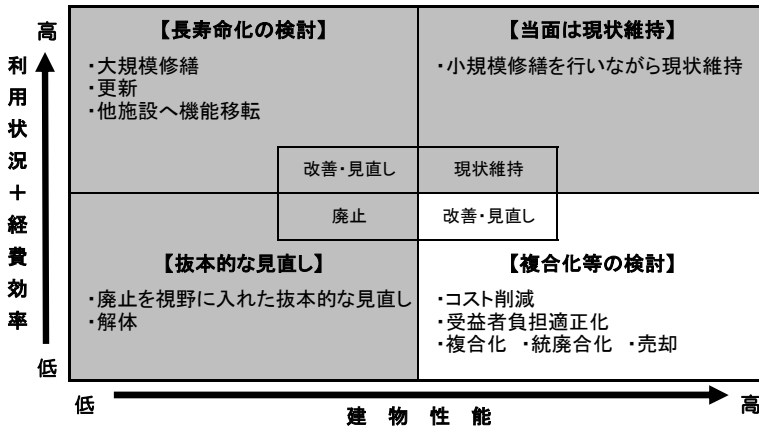 高
利用状況＋経費効率
低
【長寿命化の検討】
・大規模修繕
・更新
・他施設へ機能移転
【当面は現状維持】
・小規模修繕を行いながら現状維持
改善・見直し
現状維持
廃止
改善・見直し
【抜本的な見直し】
・廃止を視野に入れた抜本的な見直し
・解体
【複合化等の検討】
・コスト削減
・受益者負担適正化
・複合化 ・統廃合化 ・売却
低
建物性能
高